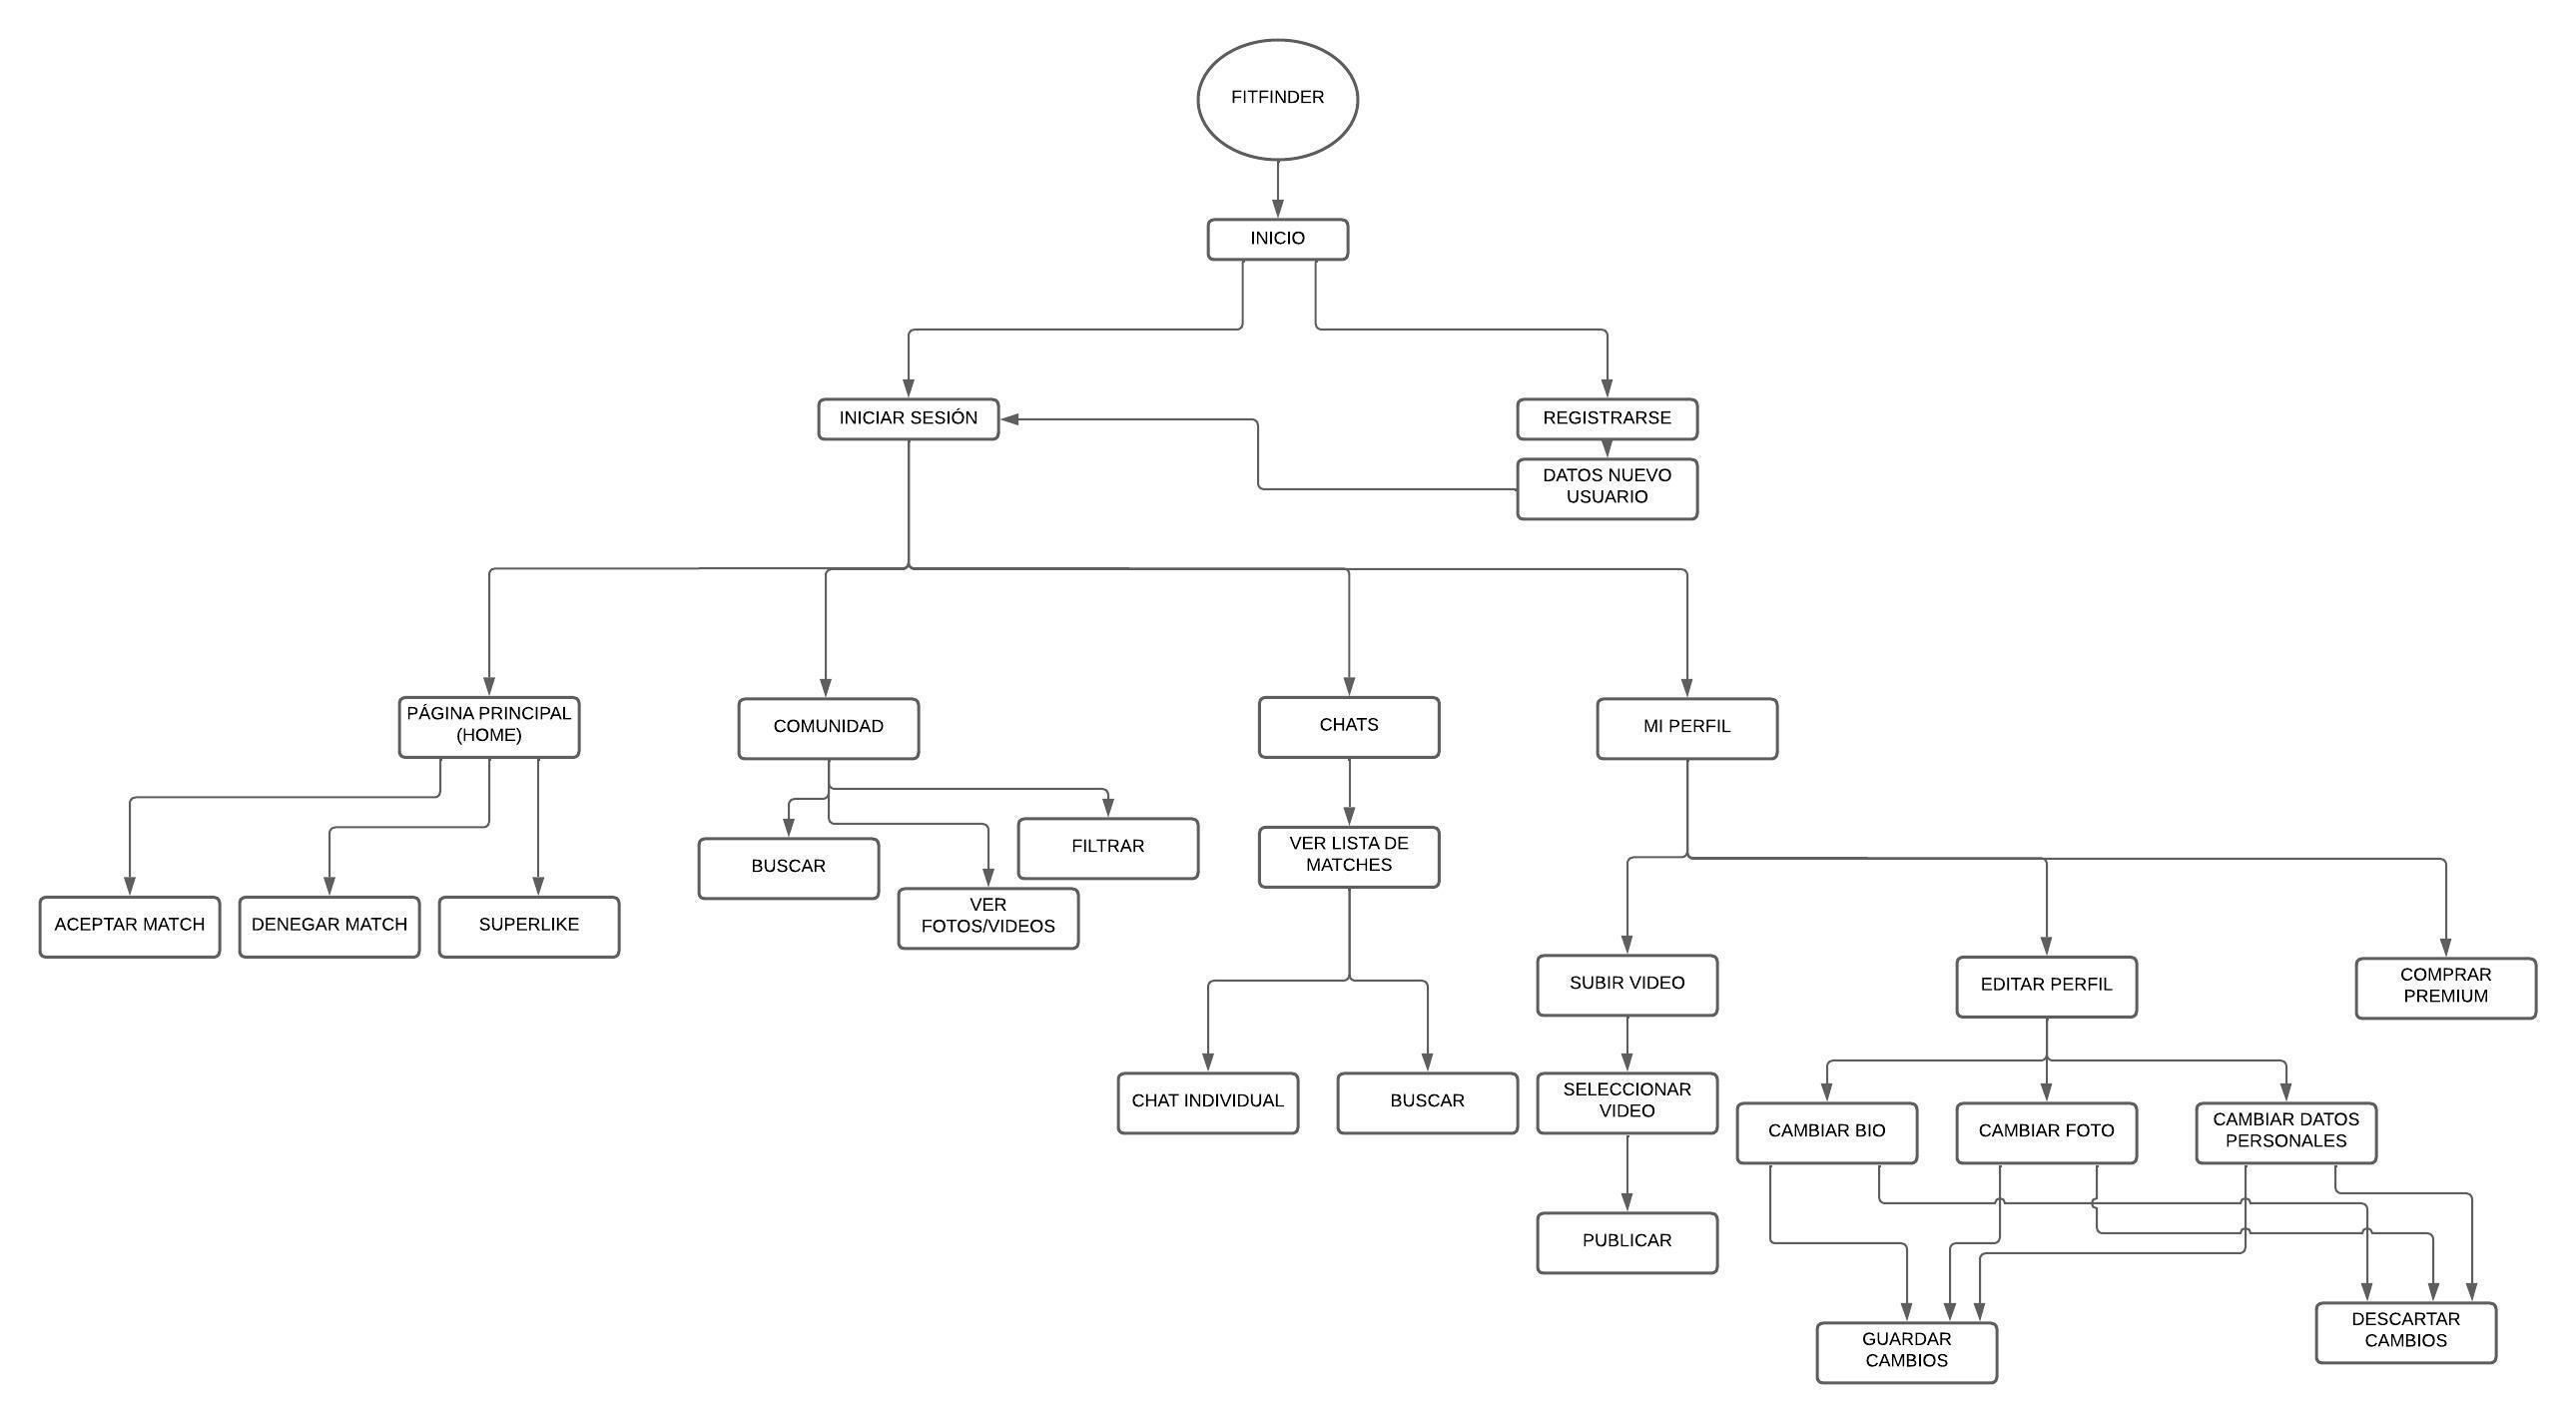 FITFINDER
INICIO
INICIAR SESIÓN
REGISTRARSE
DATOS NUEVO
USUARIO
PÁGINA PRINCIPAL
(HOME)
COMUNIDAD
CHATS
MI PERFIL
ACEPTAR MATCH
DENEGAR MATCH
SUPERLIKE
BUSCAR
VER
FOTOS/VIDEOS
FILTRAR
VER LISTA DE
MATCHES
CHAT INDIVIDUAL
BUSCAR
SUBIR VIDEO
EDITAR PERFIL
COMPRAR
PREMIUM
SELECCIONAR
VIDEO
CAMBIAR BIO
CAMBIAR FOTO
CAMBIAR DATOS
PERSONALES
PUBLICAR
GUARDAR
CAMBIOS
DESCARTAR
CAMBIOS